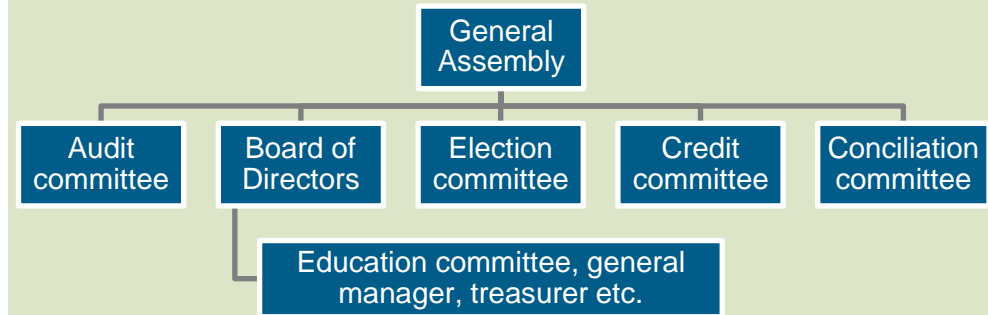 General
Assembly
Audit
committee
Board of
Directors
Election
committee
Credit
committee
Conciliation
committee
Education committee, general
manager, treasurer etc.